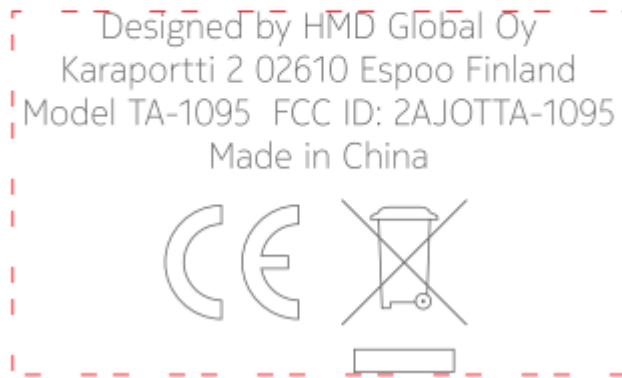 Designed by HMD Global Oy
Karaportti 2 02610 Espoo Finland
Model TA-1095 FCC ID: 2AJOTTA-1095
Made in China
CE